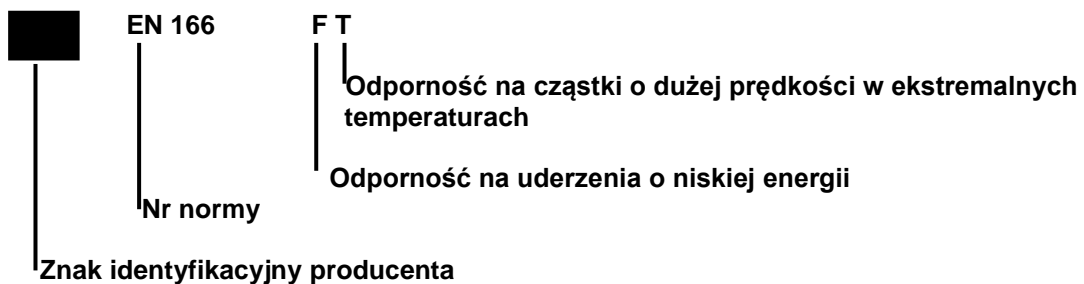 EN 166 F T
Odporność na cząstki o dużej prędkości w ekstremalnych
temperaturach
Odporność na uderzenia o niskiej energii
Nr normy
Znak identyfikacyjny producenta